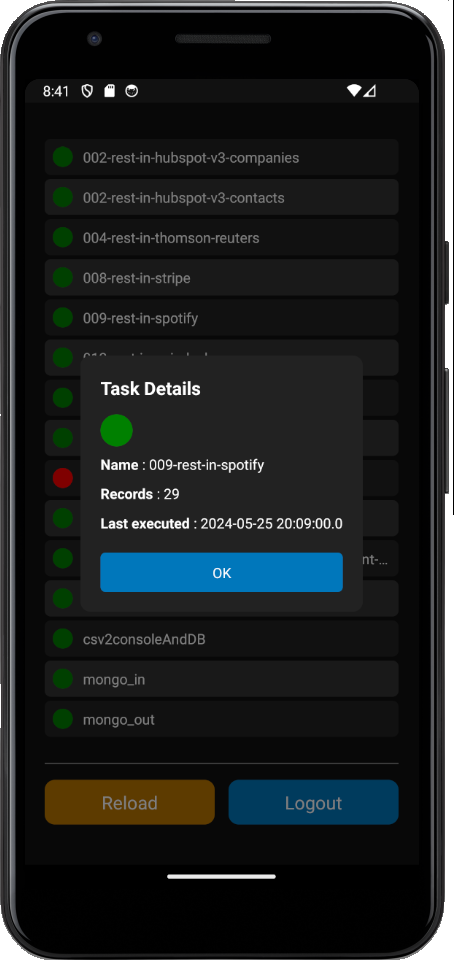 8:41
002-rest-in-hubspot-v3-companies
002-rest-in-hubspot-v3-contacts
004-rest-in-thomson-reuters
008-rest-in-stripe
009-rest-in-spotify
Task Details
Name : 009-rest-in-spotify
Records : 29
Last executed : 2024-05-25 20:09:00.0
nt-...
OK
csv2consoleAndDB
mongo_in
mongo_out
Reload
Logout